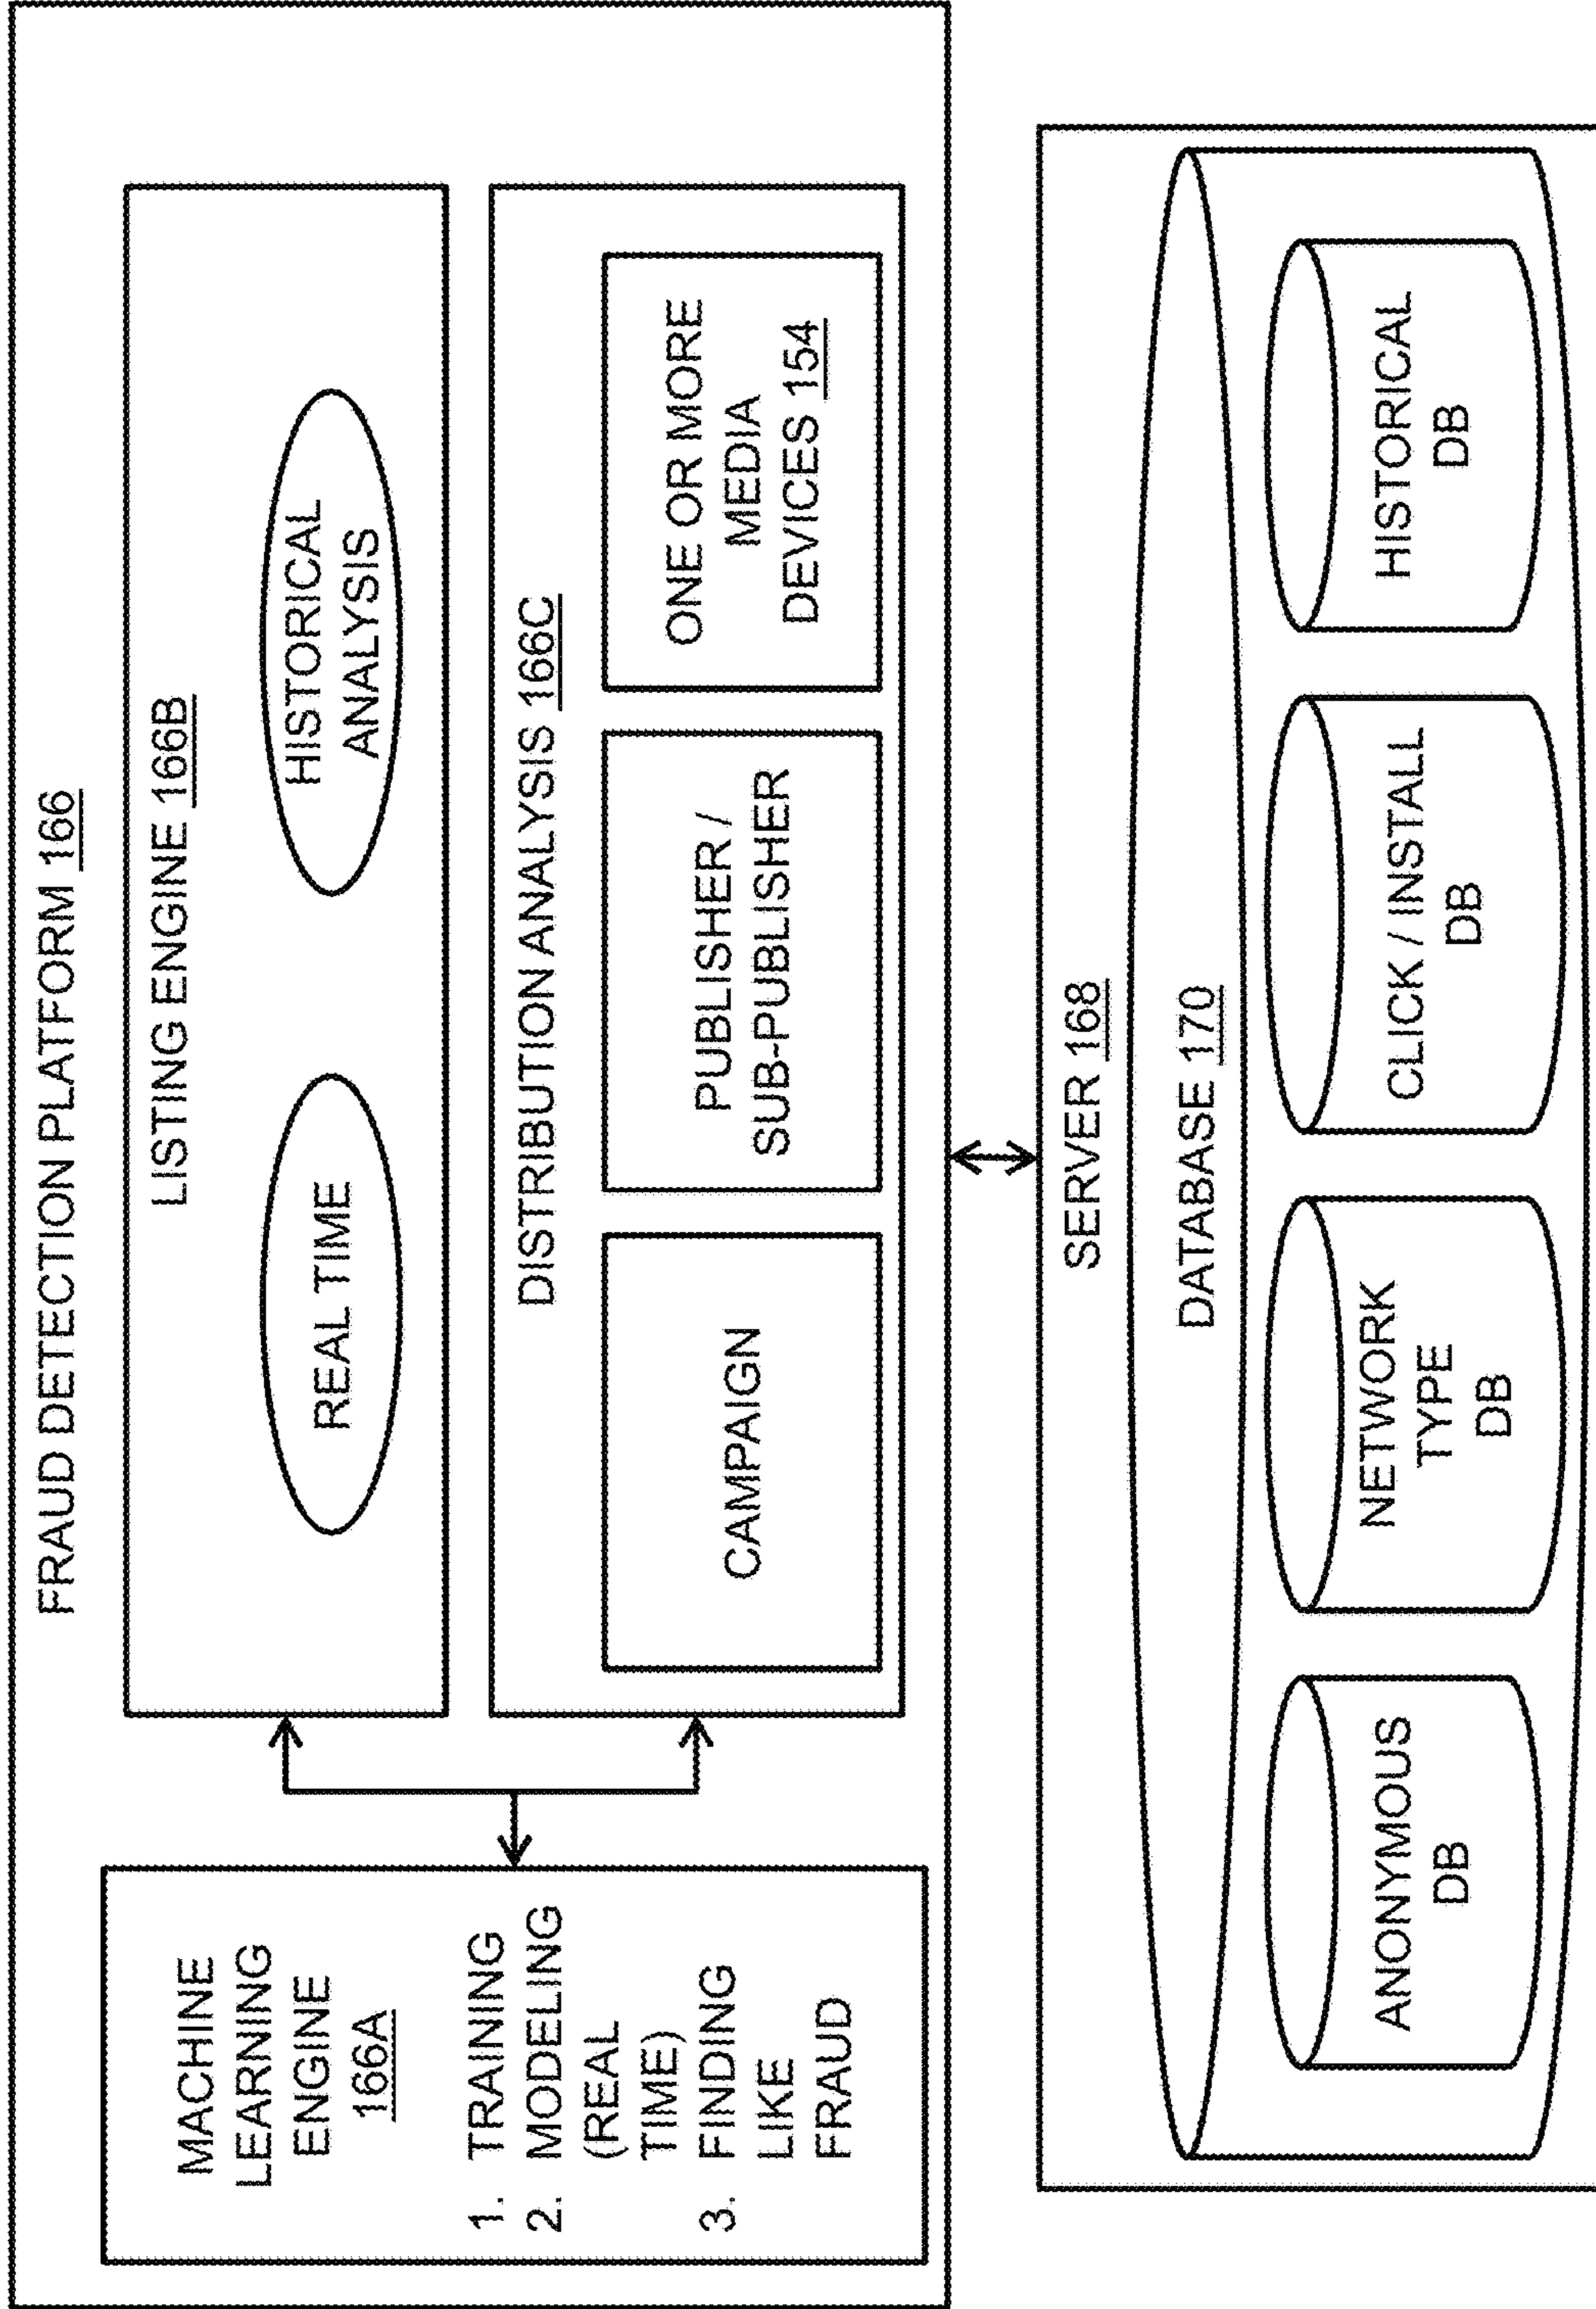 FRAUD DETECTION PLATFORM 166
MACHINE
LEARNING
ENGINE
166A
1. TRAINING
2. MODELING
(REAL
TIME)
3. FINDING
LIKE
FRAUD
LISTING ENGINE 166B
REAL TIME
HISTORICAL
ANALYSIS
DISTRIBUTION ANALYSIS 166C
CAMPAIGN
PUBLISHER /
SUB-PUBLISHER
ONE OR MORE
MEDIA
DEVICES 154
SERVER 168
DATABASE 170
ANONYMOUS
DB
NETWORK
TYPE
DB
CLICK / INSTALL
DB
HISTORICAL
DB